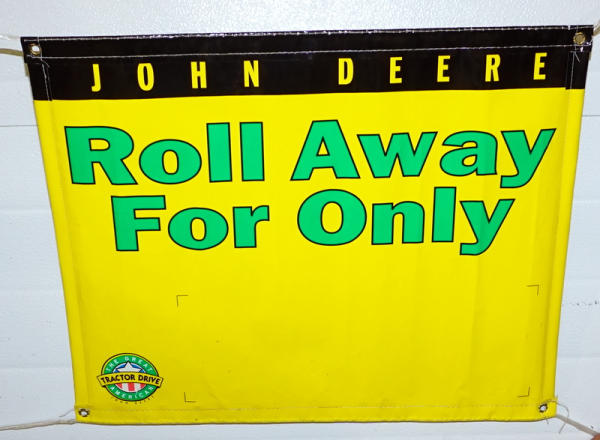 JOHN DEERE
Roll Away
For Only
THE GREAT
TRACTOR DRIVE
AMERICAN